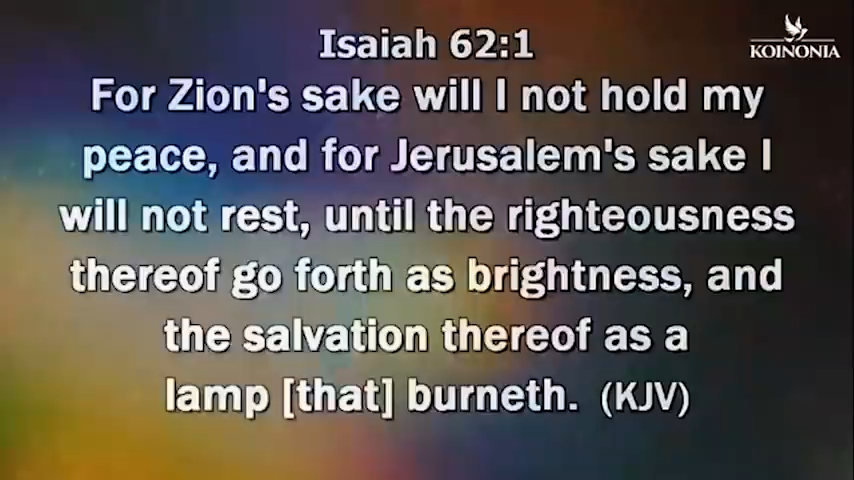 Isaiah 62:1
KOINONIA
For Zion's sake will I not hold my
peace, and for Jerusalem's sake I
will not rest, until the righteousness
thereof go forth as brightness, and
the salvation thereof as a
lamp [that] burneth. (KJV)